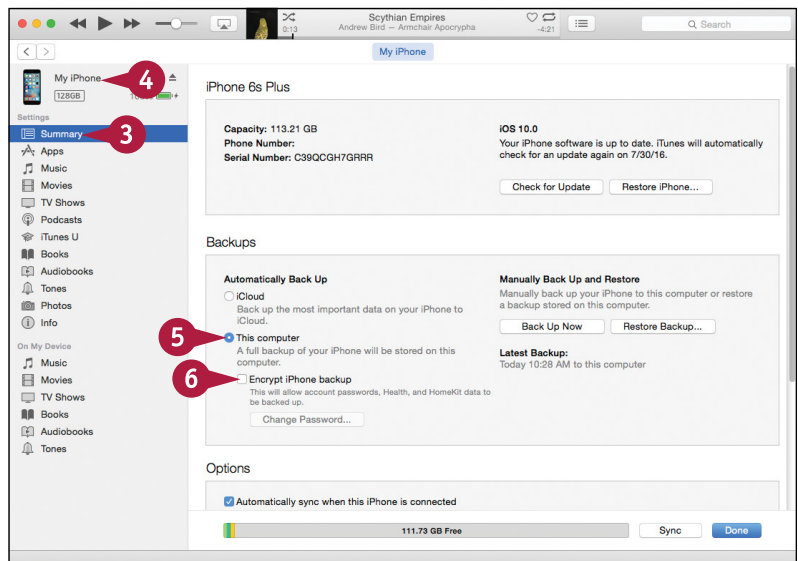 Scythian Empires
Andrew Bird — Armchair Apocrypha
0:13
-4:21
Search
My iPhone
My iPhone
4
128GB
Settings
Summary
3
Apps
Music
Movies
TV Shows
Podcasts
iTunes U
Books
Audiobooks
Tones
Photos
Info
On My Device
Music
Movies
TV Shows
Books
Audiobooks
Tones
iPhone 6s Plus
Capacity: 113.21 GB
Phone Number:
Serial Number: C39QCGH7GRRR
iOS 10.0
Your iPhone software is up to date. iTunes will automatically
check for an update again on 7/30/16.
Check for Update
Restore iPhone...
Backups
Automatically Back Up
iCloud
Back up the most important data on your iPhone to
iCloud.
5
This computer
A full backup of your iPhone will be stored on this
computer.
6
Encrypt iPhone backup
This will allow account passwords, Health, and HomeKit data to
be backed up.
Change Password...
Manually Back Up and Restore
Manually back up your iPhone to this computer or restore
a backup stored on this computer.
Back Up Now
Restore Backup...
Latest Backup:
Today 10:28 AM to this computer
Options
Automatically sync when this iPhone is connected
111.73 GB Free
Sync
Done